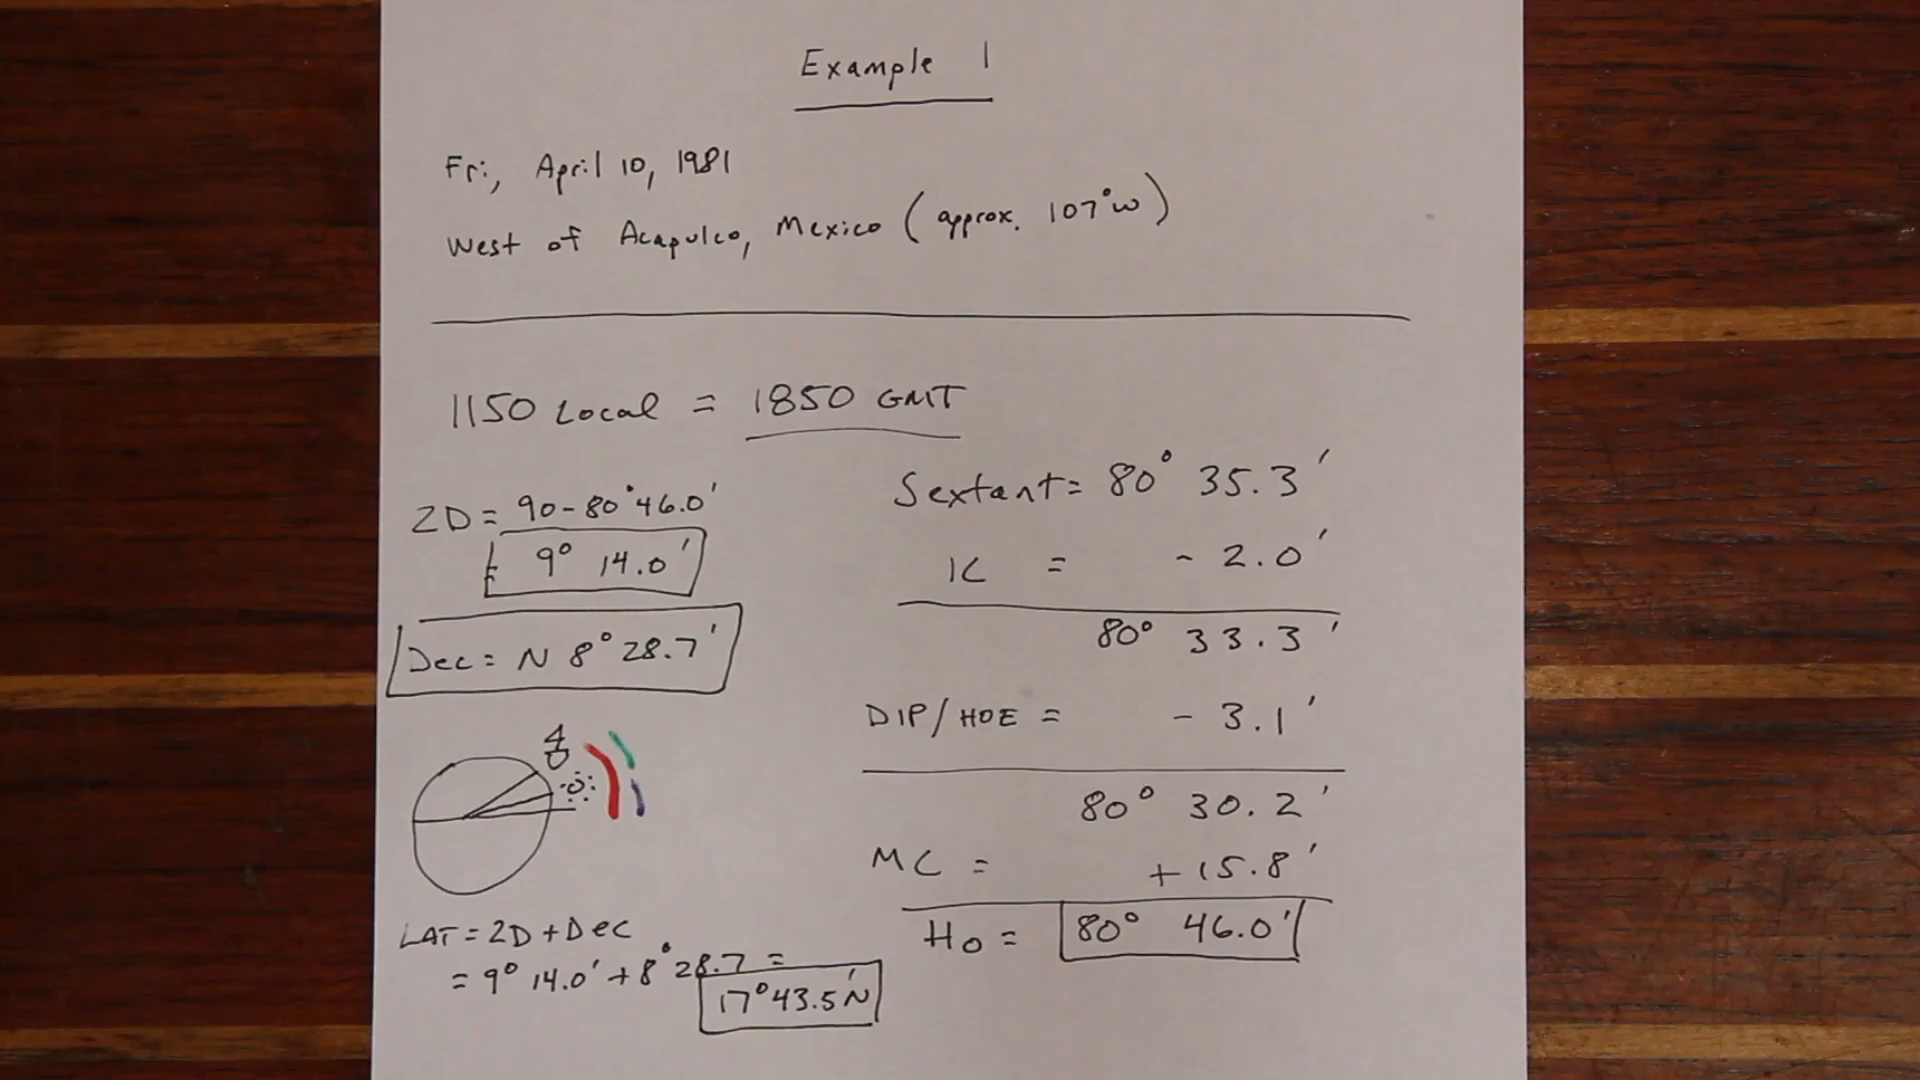 Example 1
Fri, April 10, 1981
West of Acapulco, Mexico (approx. 107°W)
1150 Local = 1850 GMT
ZD = 90-80°46.0'
= 9° 14.0'
Dec = N 8°28.7'
LAT = ZD + Dec
= 9° 14.0' + 8°28.7 =
17°43.5'N
Sextant = 80° 35.3'
IC = - 2.0'
80° 33.3'
DIP/HOE = - 3.1'
80° 30.2'
MC = +15.8'
Ho = 80° 46.0'